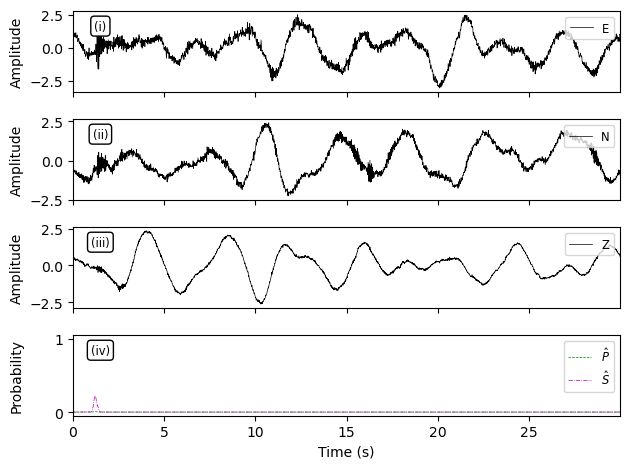 2.5
0.0
−2.5
Amplitude
(i)
E
2.5
0.0
−2.5
Amplitude
(ii)
N
2.5
0.0
−2.5
Amplitude
(iii)
Z
1
0
Probability
(iv)
P̂
Ŝ
0 5 10 15 20 25
Time (s)